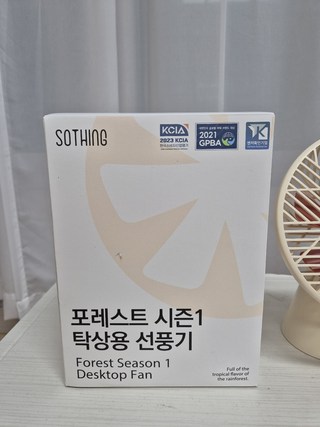 SOTHING
KCIA
2023 KCIA
2021
GPBA
포레스트 시즌1
탁상용 선풍기
Forest Season 1
Desktop Fan
Full of the
tropical flavor of
the rainforest.